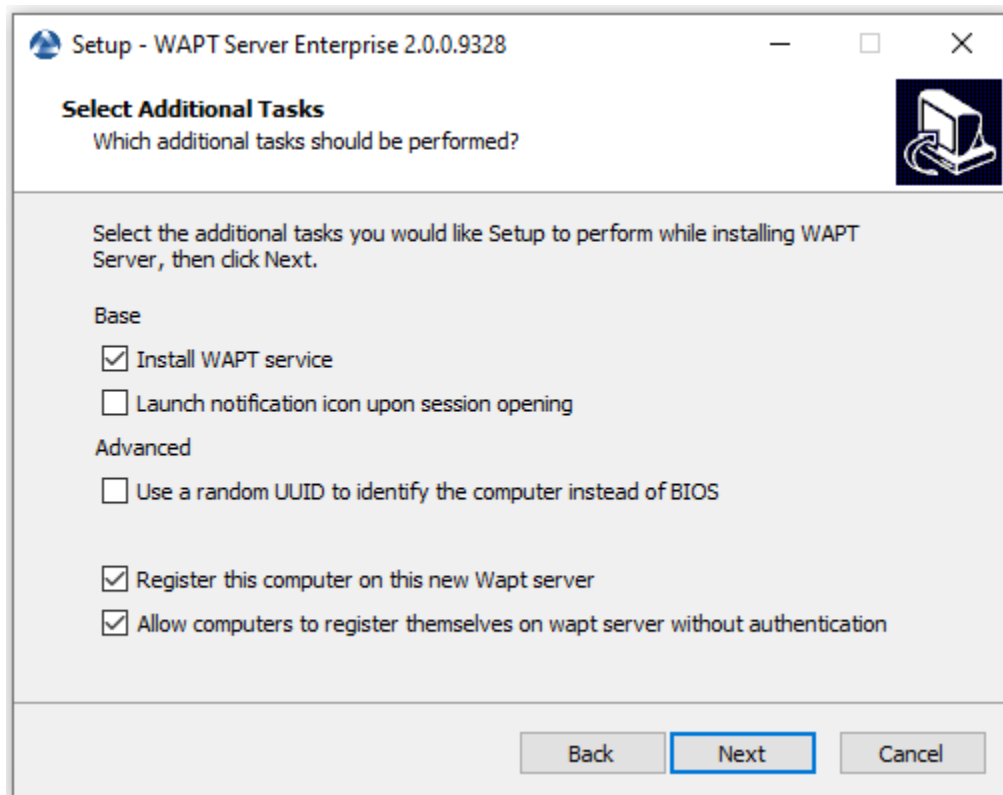 Setup - WAPT Server Enterprise 2.0.0.9328
Select Additional Tasks
Which additional tasks should be performed?
Select the additional tasks you would like Setup to perform while installing WAPT
Server, then click Next.
Base
Install WAPT service
Launch notification icon upon session opening
Advanced
Use a random UUID to identify the computer instead of BIOS
Register this computer on this new Wapt server
Allow computers to register themselves on wapt server without authentication
Back
Next
Cancel